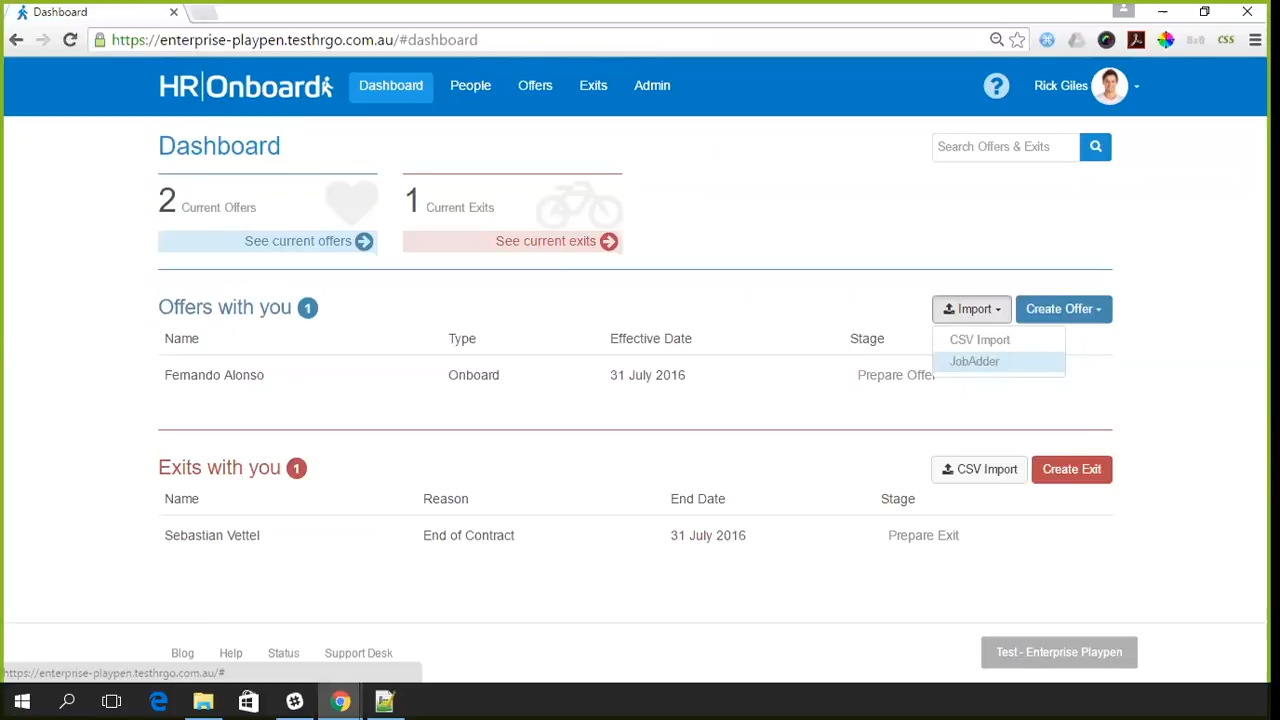 Dashboard
https://enterprise-playpen.testhrgo.com.au/#dashboard
CSS
HR|Onboard
Dashboard
People
Offers
Exits
Admin
?
Rick Giles
Dashboard
Search Offers & Exits
2 Current Offers
See current offers
1 Current Exits
See current exits
Offers with you 1
Import
Create Offer
Name Type Effective Date Stage
CSV Import
JobAdder
Fernando Alonso Onboard 31 July 2016 Prepare Offer
Exits with you 1
CSV Import
Create Exit
Name Reason End Date Stage
Sebastian Vettel End of Contract 31 July 2016 Prepare Exit
Blog Help Status Support Desk
Test - Enterprise Playpen
https://enterprise-playpen.testhrgo.com.au/#